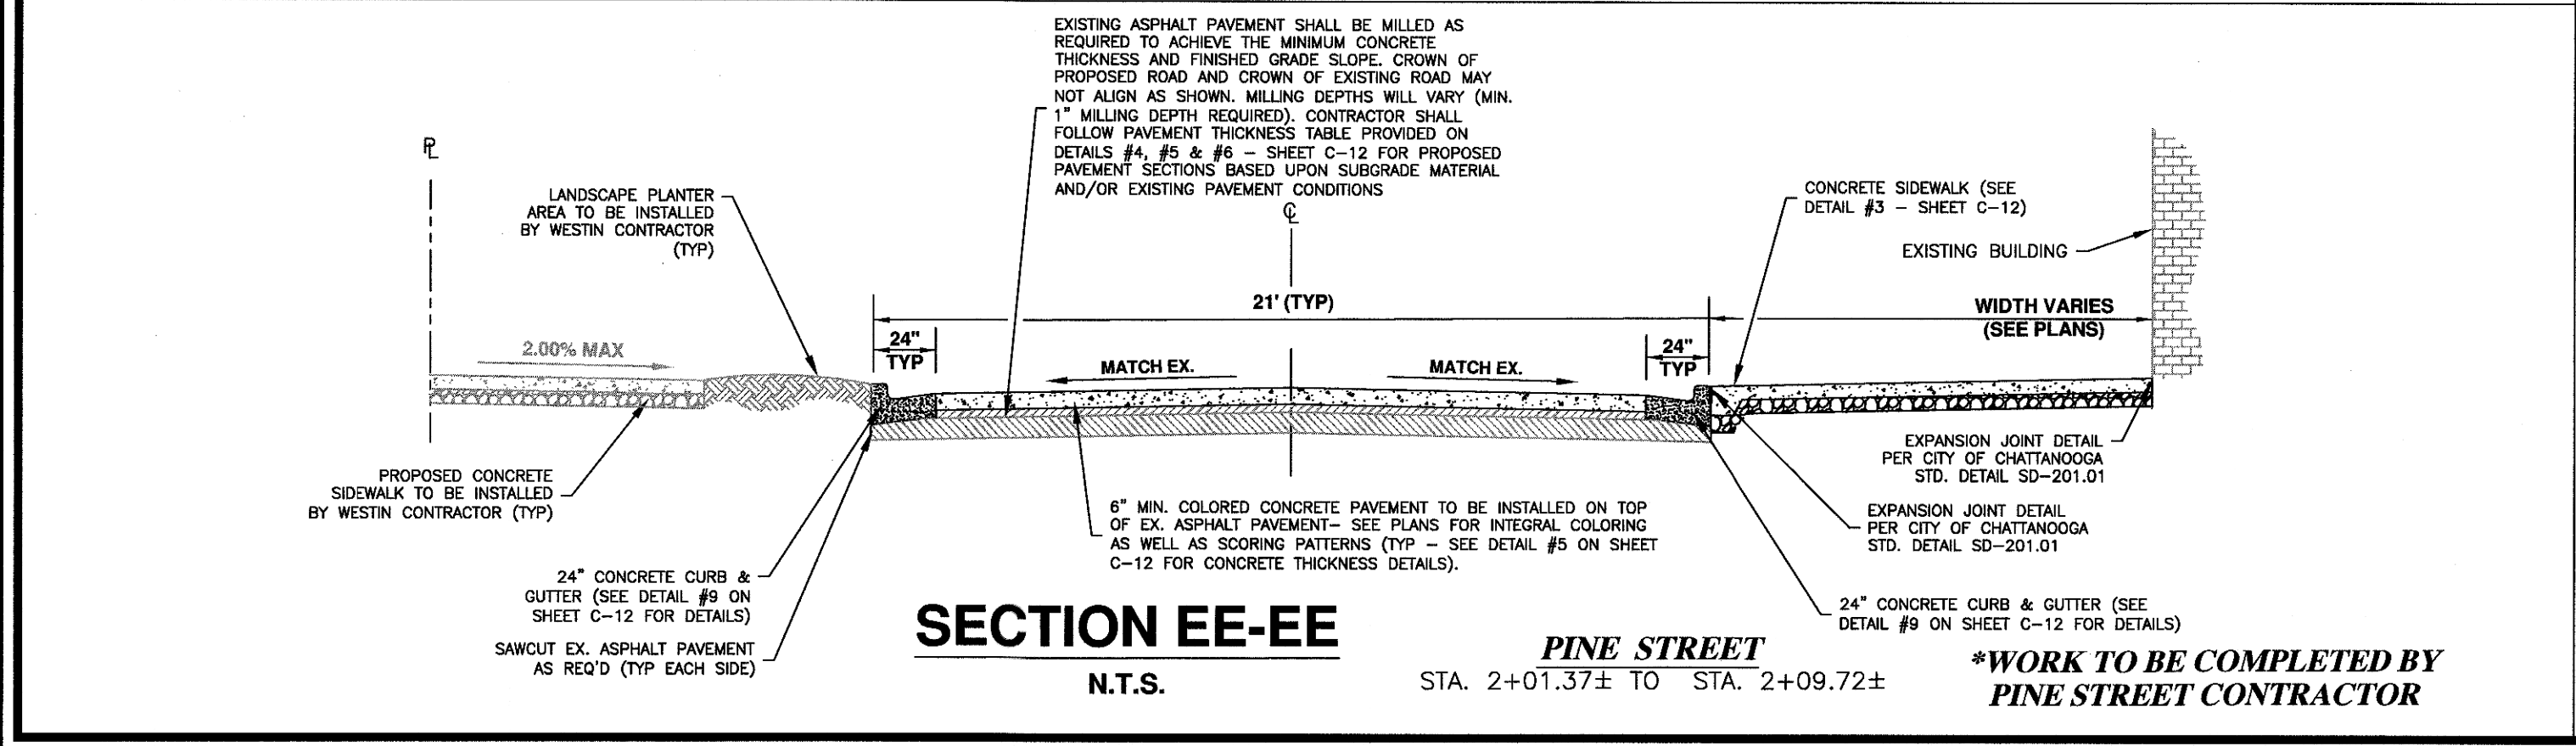 EXISTING ASPHALT PAVEMENT SHALL BE MILLED AS
REQUIRED TO ACHIEVE THE MINIMUM CONCRETE
THICKNESS AND FINISHED GRADE SLOPE. CROWN OF
PROPOSED ROAD AND CROWN OF EXISTING ROAD MAY
NOT ALIGN AS SHOWN. MILLING DEPTHS WILL VARY (MIN.
1" MILLING DEPTH REQUIRED). CONTRACTOR SHALL
FOLLOW PAVEMENT THICKNESS TABLE PROVIDED ON
DETAILS #4, #5 & #6 – SHEET C–12 FOR PROPOSED
PAVEMENT SECTIONS BASED UPON SUBGRADE MATERIAL
AND/OR EXISTING PAVEMENT CONDITIONS
PL
LANDSCAPE PLANTER
AREA TO BE INSTALLED
BY WESTIN CONTRACTOR
(TYP)
CL
CONCRETE SIDEWALK (SEE
DETAIL #3 – SHEET C–12)
EXISTING BUILDING
21' (TYP)
WIDTH VARIES
(SEE PLANS)
2.00% MAX
24"
TYP
MATCH EX.
MATCH EX.
24"
TYP
PROPOSED CONCRETE
SIDEWALK TO BE INSTALLED
BY WESTIN CONTRACTOR (TYP)
EXPANSION JOINT DETAIL
PER CITY OF CHATTANOOGA
STD. DETAIL SD–201.01
6" MIN. COLORED CONCRETE PAVEMENT TO BE INSTALLED ON TOP
OF EX. ASPHALT PAVEMENT– SEE PLANS FOR INTEGRAL COLORING
AS WELL AS SCORING PATTERNS (TYP – SEE DETAIL #5 ON SHEET
C–12 FOR CONCRETE THICKNESS DETAILS).
EXPANSION JOINT DETAIL
PER CITY OF CHATTANOOGA
STD. DETAIL SD–201.01
24" CONCRETE CURB &
GUTTER (SEE DETAIL #9 ON
SHEET C–12 FOR DETAILS)
24" CONCRETE CURB & GUTTER (SEE
DETAIL #9 ON SHEET C–12 FOR DETAILS)
SAWCUT EX. ASPHALT PAVEMENT
AS REQ'D (TYP EACH SIDE)
SECTION EE-EE
N.T.S.
PINE STREET
STA. 2+01.37± TO STA. 2+09.72±
*WORK TO BE COMPLETED BY
PINE STREET CONTRACTOR